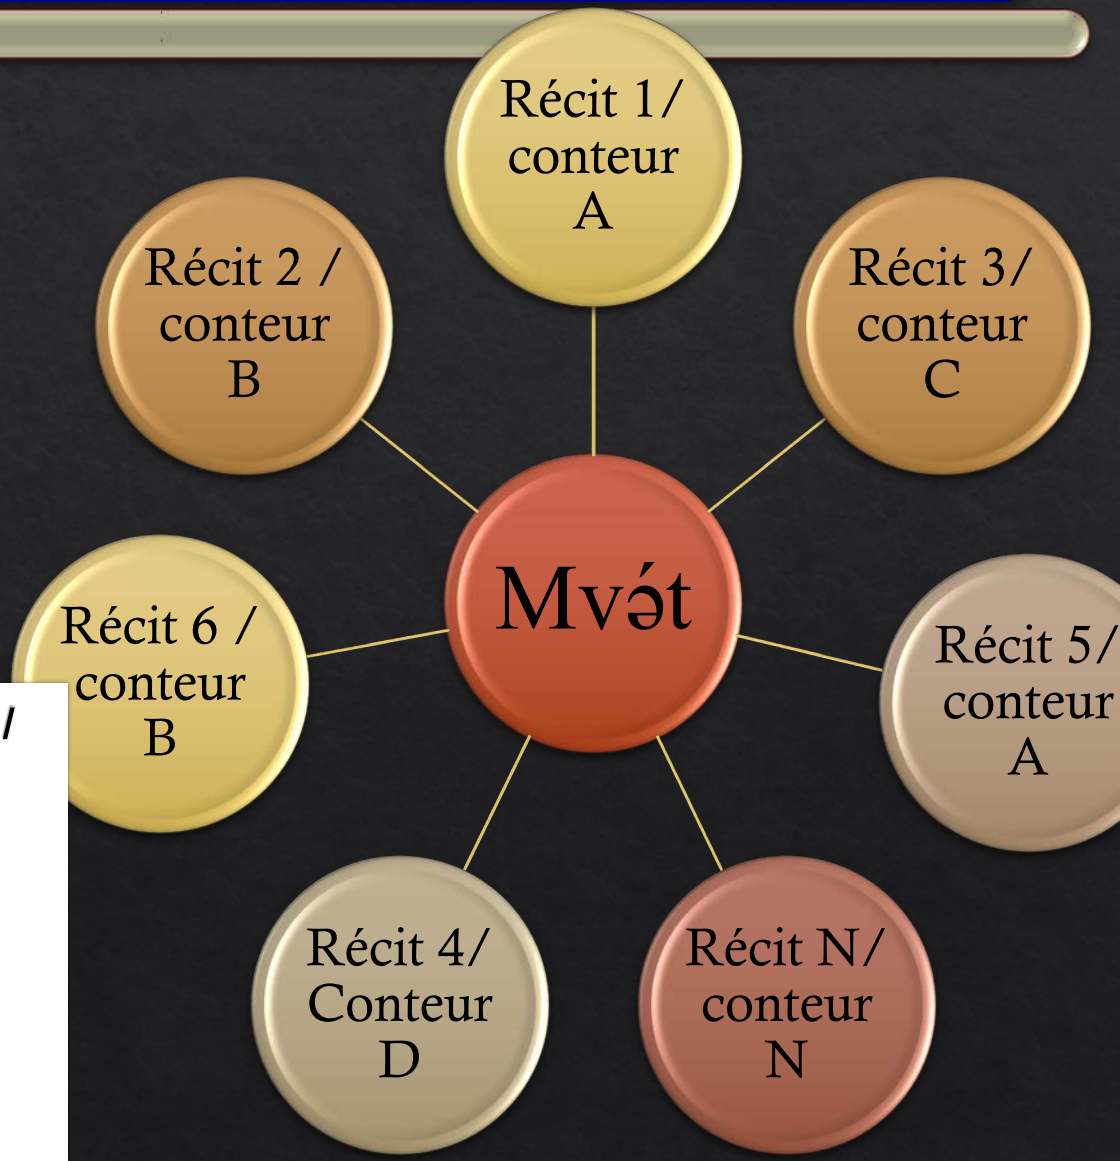 Récit 1/
conteur
A
Récit 2 /
conteur
B
Récit 3/
conteur
C
Mvə́t
Récit 6 /
conteur
B
Récit 5/
conteur
A
/
Récit 4/
Conteur
D
Récit N/
conteur
N